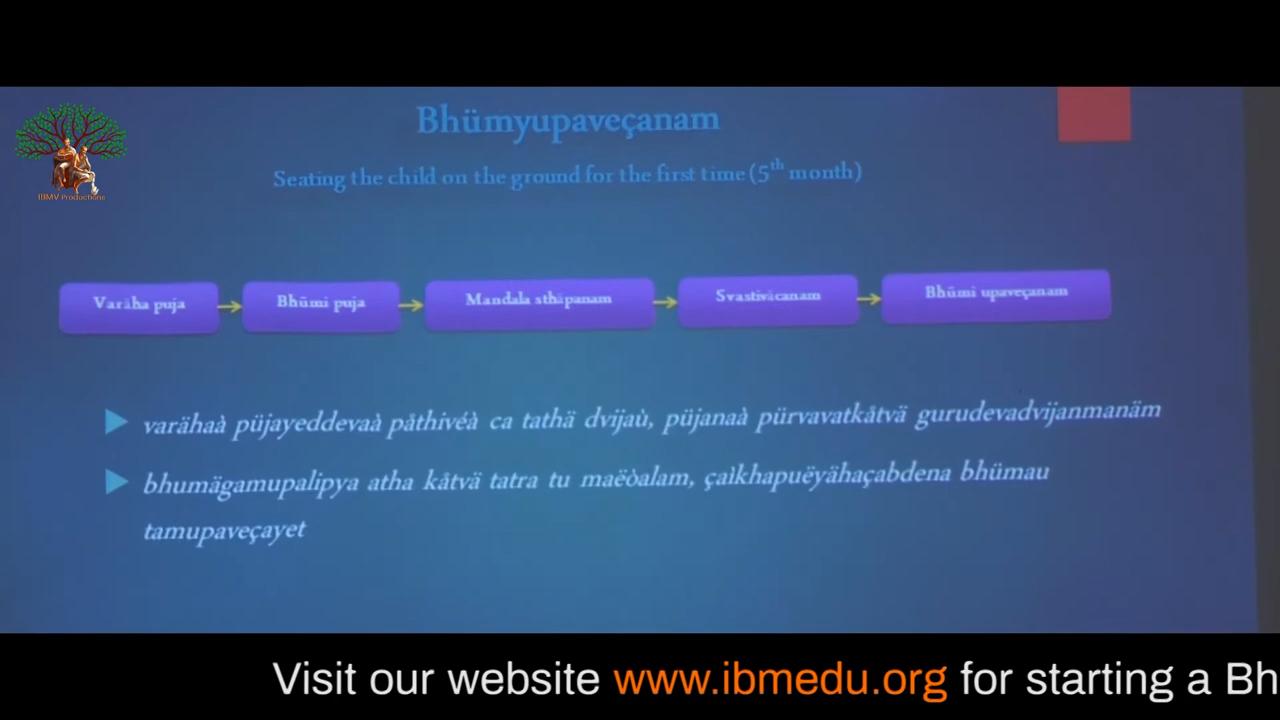 Bhümyupaveçanam
Seating the child on the ground for the first time (5th month)
IBMV Productions
Varäha puja
Bhümi puja
Mandala sthäpanam
Svastiväcanam
Bhümi upaveçanam
varähaà püjayeddevaà påthivéà ca tathä dvijaù, püjanaà pürvavatkåtvä gurudevadvijanmanäm
bhumägamupalipya atha kåtvä tatra tu maëòalam, çaìkhapuëyähaçabdena bhümau
tamupaveçayet
Visit our website www.ibmedu.org for starting a Bh